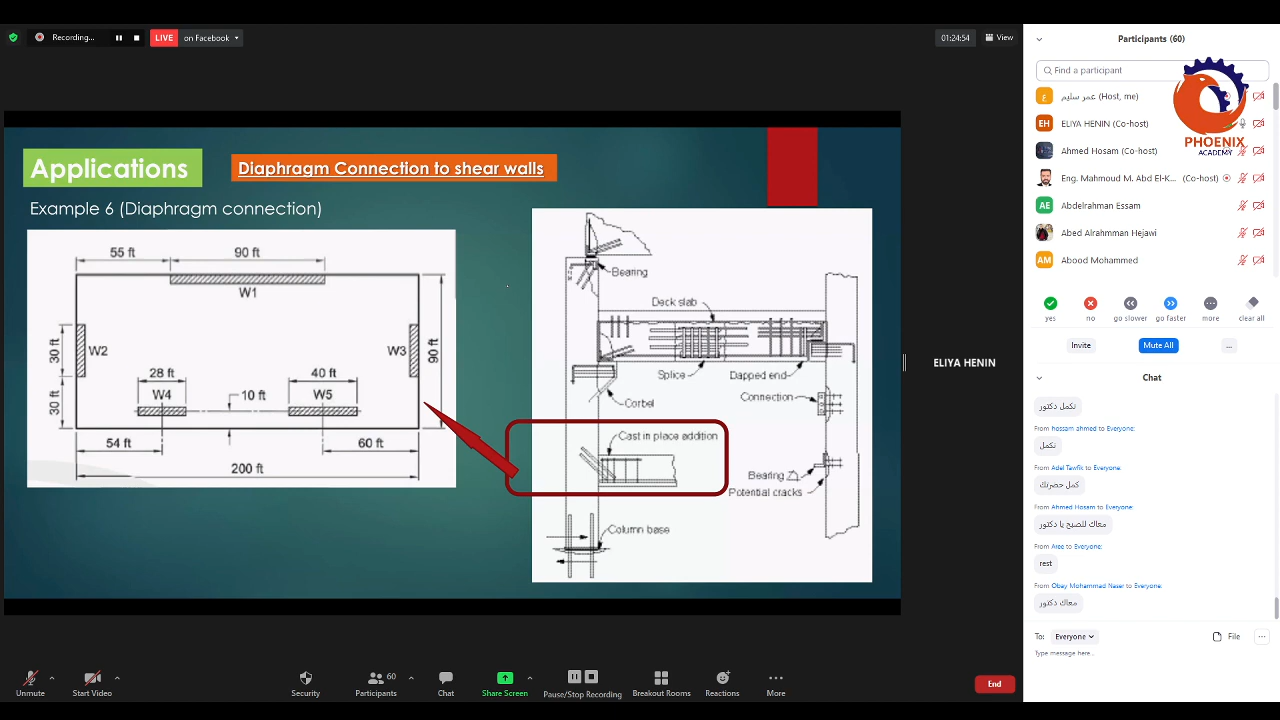 Recording...
LIVE
on Facebook
01:24:54
View
Participants (60)
Find a participant
عمر سليم (Host, me)
EH
ELIYA HENIN (Co-host)
Ahmed Hosam (Co-host)
Eng. Mahmoud M. Abd El-K... (Co-host)
AE
Abdelrahman Essam
Abed Alrahmman Hejawi
AM
Abood Mohammed
PHOENIX
ACADEMY
yes
no
go slower
go faster
more
clear all
Invite
Mute All
...
Chat
نكمل دكتور
From hossam ahmed to Everyone:
نكمل
From Adel Tawfik to Everyone:
كمل حضرتك
From Ahmed Hosam to Everyone:
معاك للصبح يا دكتور
From Aree to Everyone:
rest
From Obay Mohammad Naser to Everyone:
معاك دكتور
To: Everyone
File
Type message here...
Applications
Diaphragm Connection to shear walls
Example 6 (Diaphragm connection)
55 ft
90 ft
W1
30 ft
W2
W3
90 ft
28 ft
40 ft
30 ft
W4
10 ft
W5
54 ft
60 ft
200 ft
Bearing
Deck slab
Splice
Dapped end
Corbel
Connection
Cast in place addition
Bearing
Potential cracks
Column base
ELIYA HENIN
Unmute
Start Video
Security
60
Participants
Chat
Share Screen
Pause/Stop Recording
Breakout Rooms
Reactions
More
End